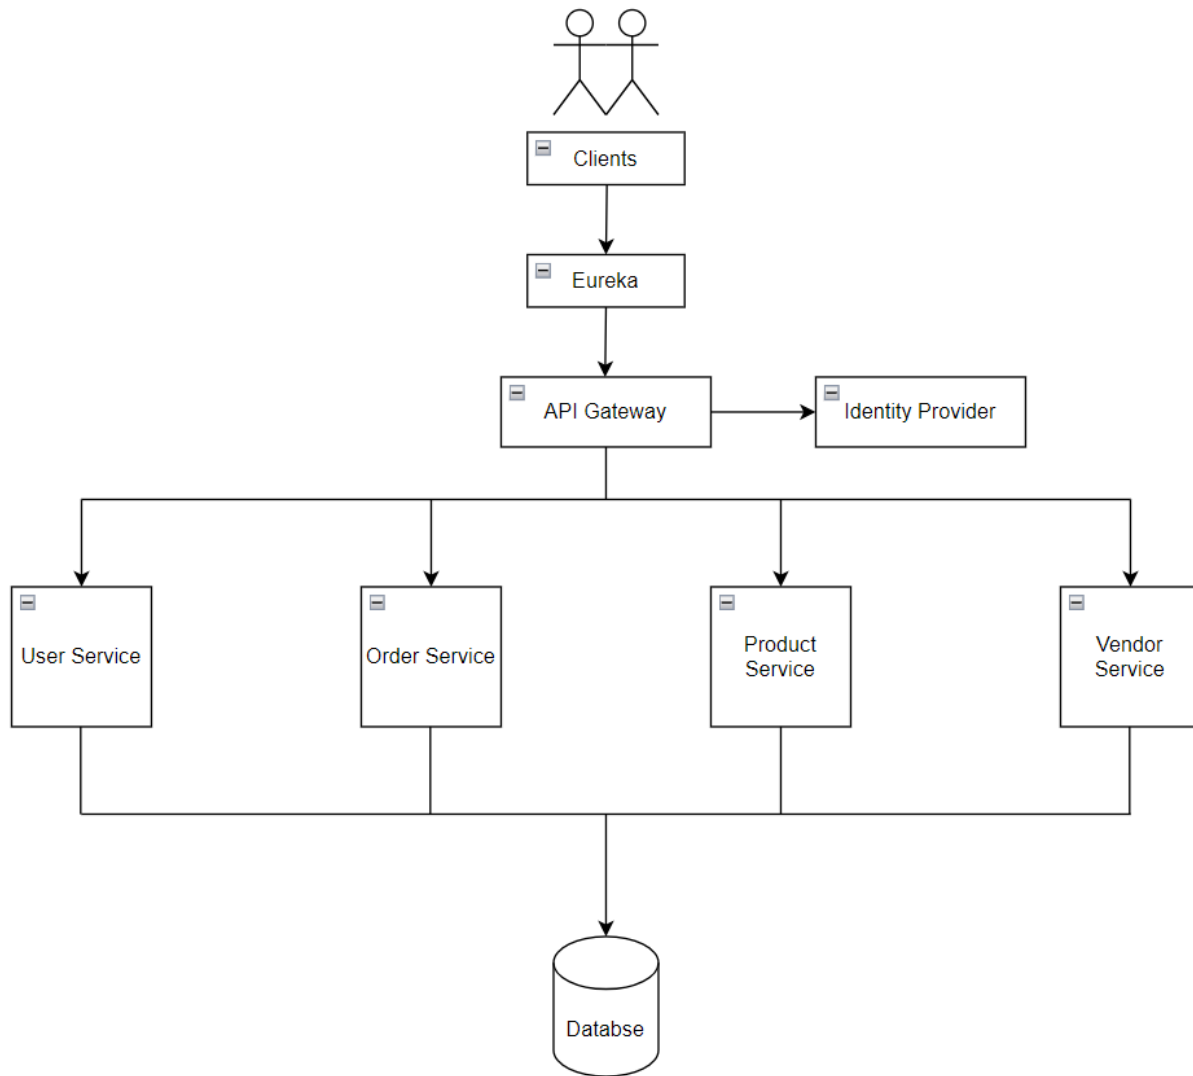 Clients
Eureka
API Gateway
Identity Provider
User Service
Order Service
Product
Service
Vendor
Service
Databse